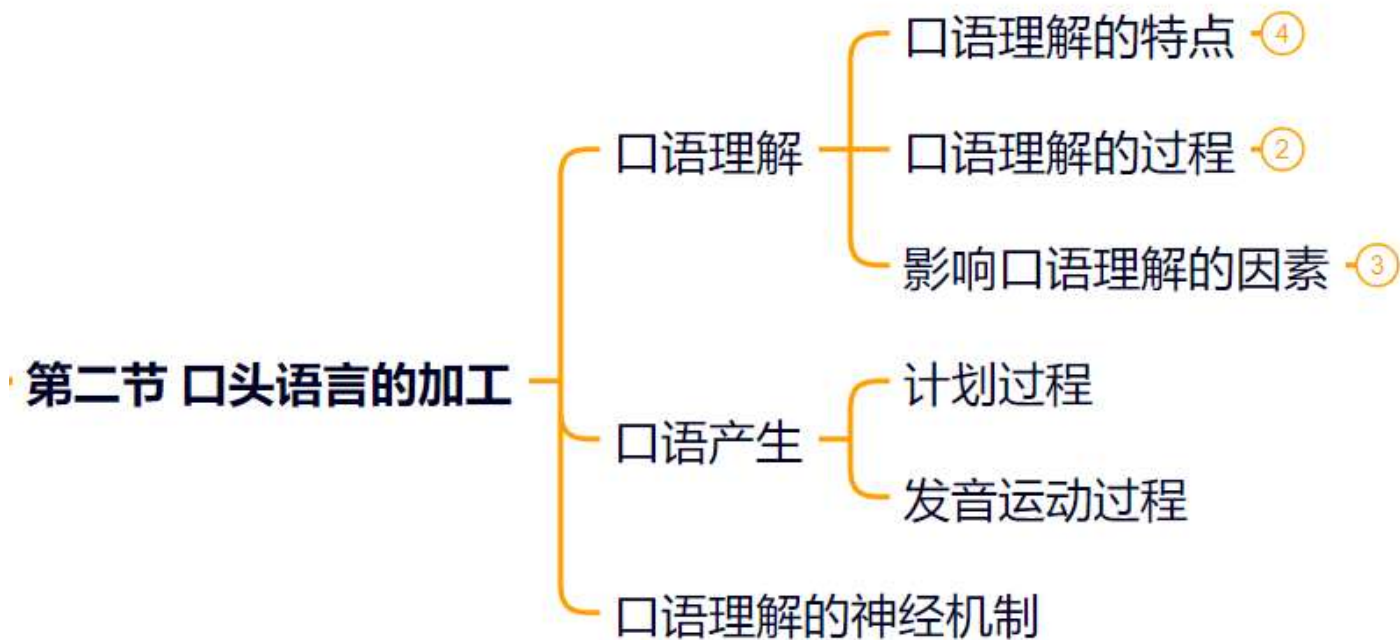 口语理解的特点 4
口语理解
口语理解的过程 2
影响口语理解的因素 3
第二节 口头语言的加工
计划过程
口语产生
发音运动过程
口语理解的神经机制